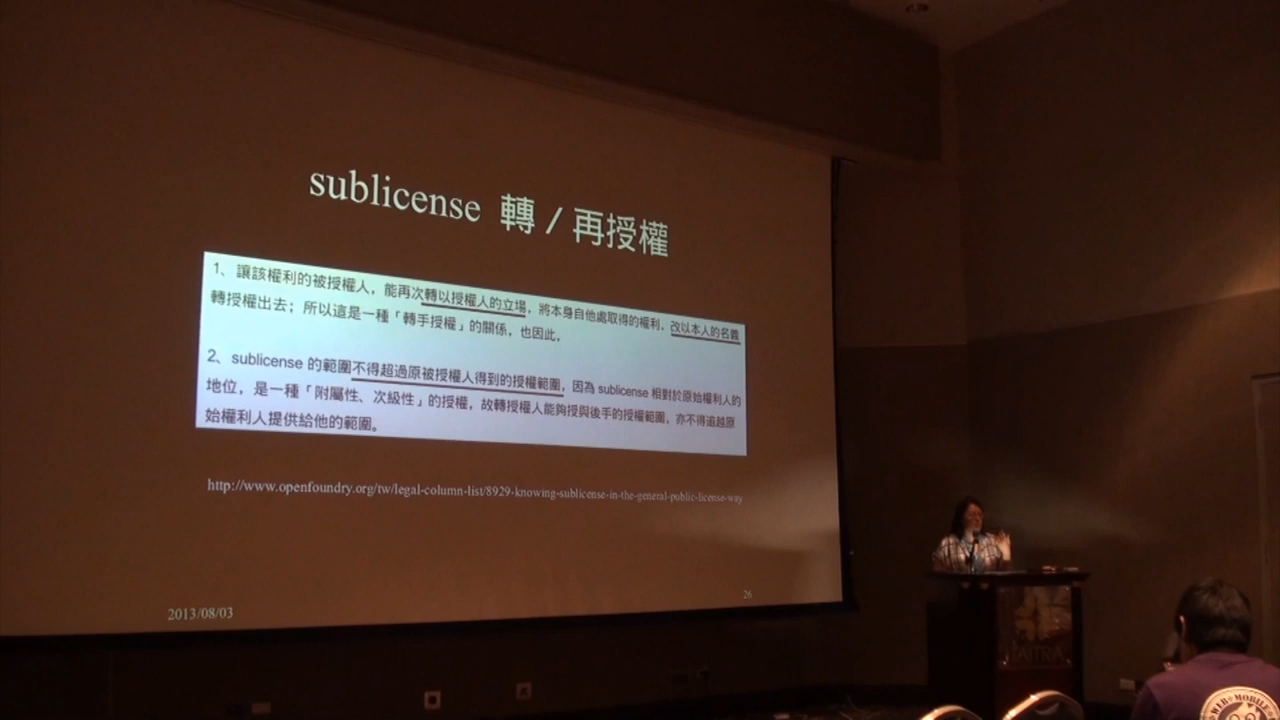 sublicense 轉／再授權
1、讓該權利的被授權人，能再次轉以授權人的立場，將本身自他處取得的權利，改以本人的名義
轉授權出去；所以這是一種「轉手授權」的關係，也因此，
2、sublicense 的範圍不得超過原被授權人得到的授權範圍，因為 sublicense 相對於原始權利人的
地位，是一種「附屬性、次級性」的授權，故轉授權人能夠授與後手的授權範圍，亦不得逾越原
始權利人提供給他的範圍。
http://www.openfoundry.org/tw/legal-column-list/8929-knowing-sublicense-in-the-general-public-license-way
2013/08/03
26
TAITRA
WEB★MOBILE